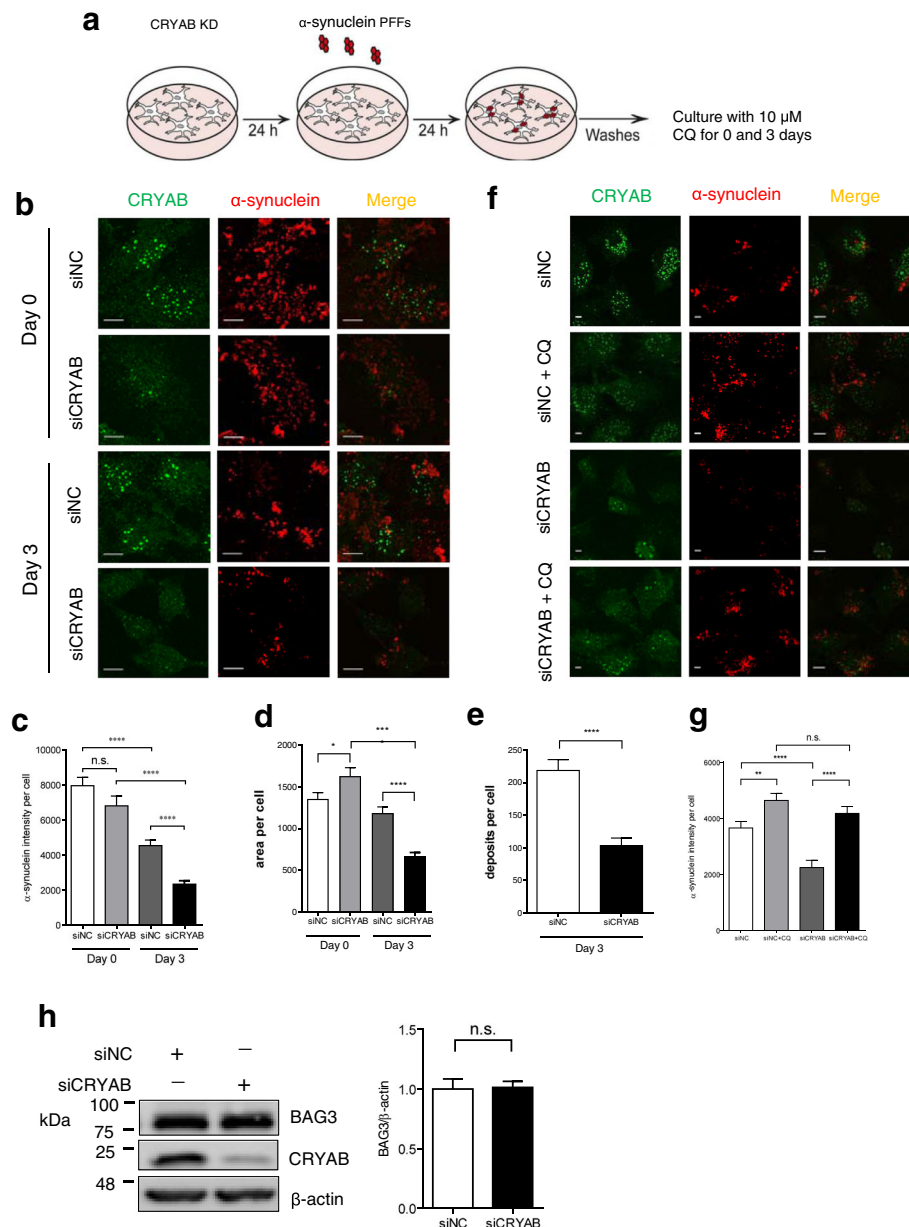 a
CRYAB KD
α-synuclein PFFs
24 h
24 h
Washes
Culture with 10 µM
CQ for 0 and 3 days
b
CRYAB
α-synuclein
Merge
Day 0
siNC
siCRYAB
Day 3
siNC
siCRYAB
f
CRYAB
α-synuclein
Merge
siNC
siNC + CQ
siCRYAB
siCRYAB + CQ
c
α-synuclein intensity per cell
10000
8000
6000
4000
2000
0
****
n.s.
****
****
siNC siCRYAB siNC siCRYAB
Day 0 Day 3
d
area per cell
2000
1500
1000
500
0
*
***
****
siNC siCRYAB siNC siCRYAB
Day 0 Day 3
e
deposits per cell
250
200
150
100
50
0
****
siNC siCRYAB
Day 3
g
α-synuclein intensity per cell
6000
4000
2000
0
n.s.
****
**
****
siNC siNC+CQ siCRYAB siCRYAB+CQ
h
siNC + −
siCRYAB − +
kDa
100
75
BAG3
25
CRYAB
48
β-actin
BAG3/β-actin
1.5
1.0
0.5
0.0
n.s.
siNC siCRYAB